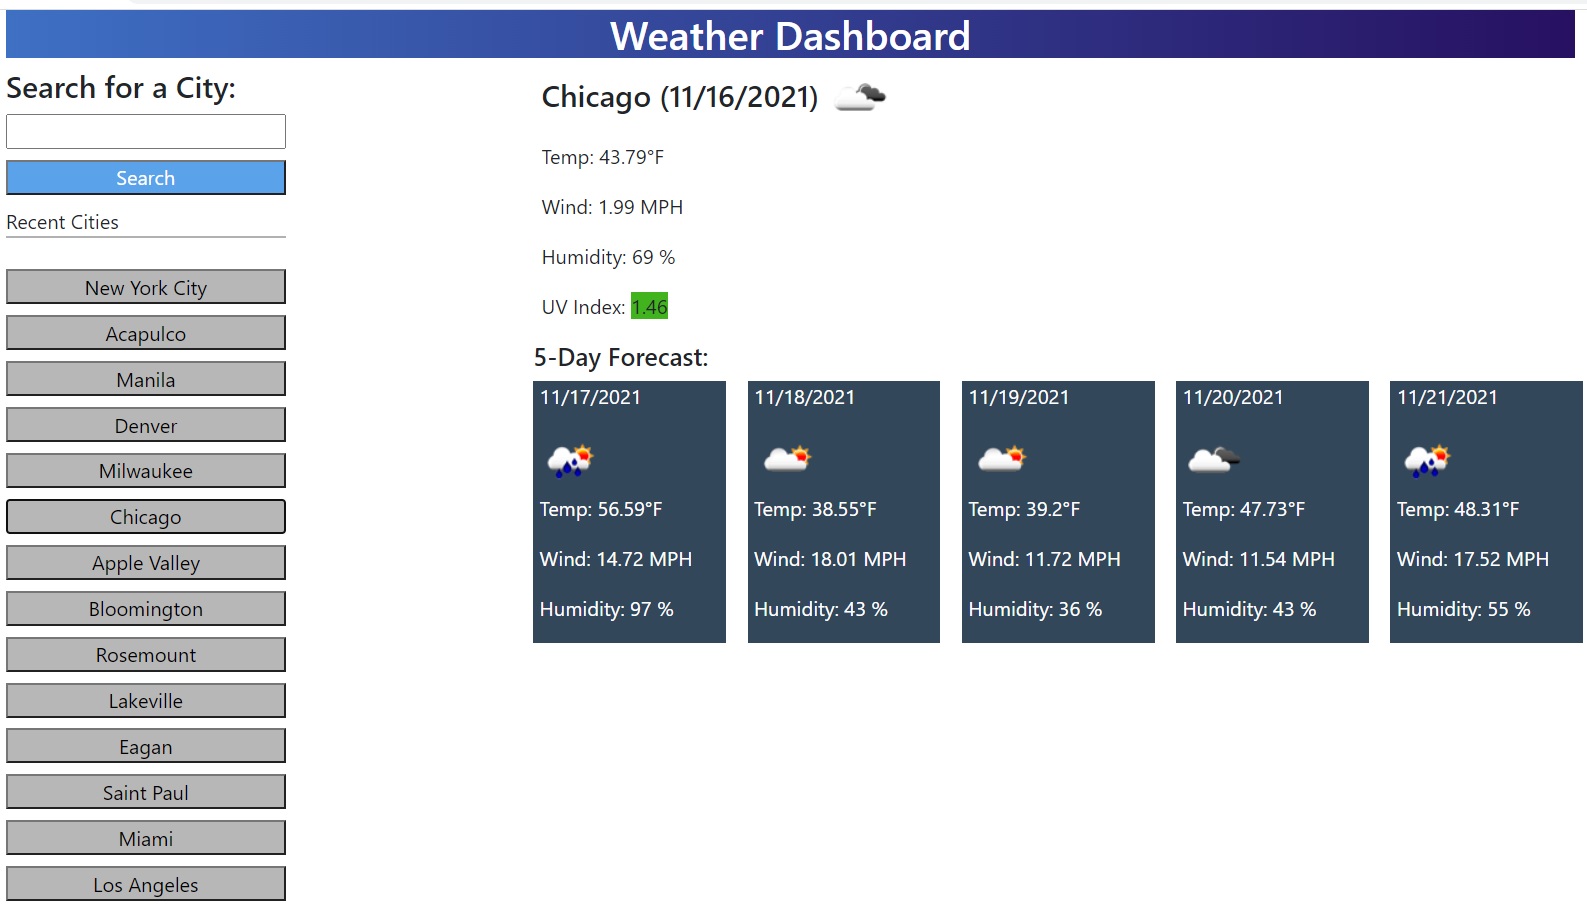 Weather Dashboard
Search for a City:
Search
Recent Cities
New York City
Acapulco
Manila
Denver
Milwaukee
Chicago
Apple Valley
Bloomington
Rosemount
Lakeville
Eagan
Saint Paul
Miami
Los Angeles
Chicago (11/16/2021)
Temp: 43.79°F
Wind: 1.99 MPH
Humidity: 69 %
UV Index: 1.46
5-Day Forecast:
11/17/2021
Temp: 56.59°F
Wind: 14.72 MPH
Humidity: 97 %
11/18/2021
Temp: 38.55°F
Wind: 18.01 MPH
Humidity: 43 %
11/19/2021
Temp: 39.2°F
Wind: 11.72 MPH
Humidity: 36 %
11/20/2021
Temp: 47.73°F
Wind: 11.54 MPH
Humidity: 43 %
11/21/2021
Temp: 48.31°F
Wind: 17.52 MPH
Humidity: 55 %